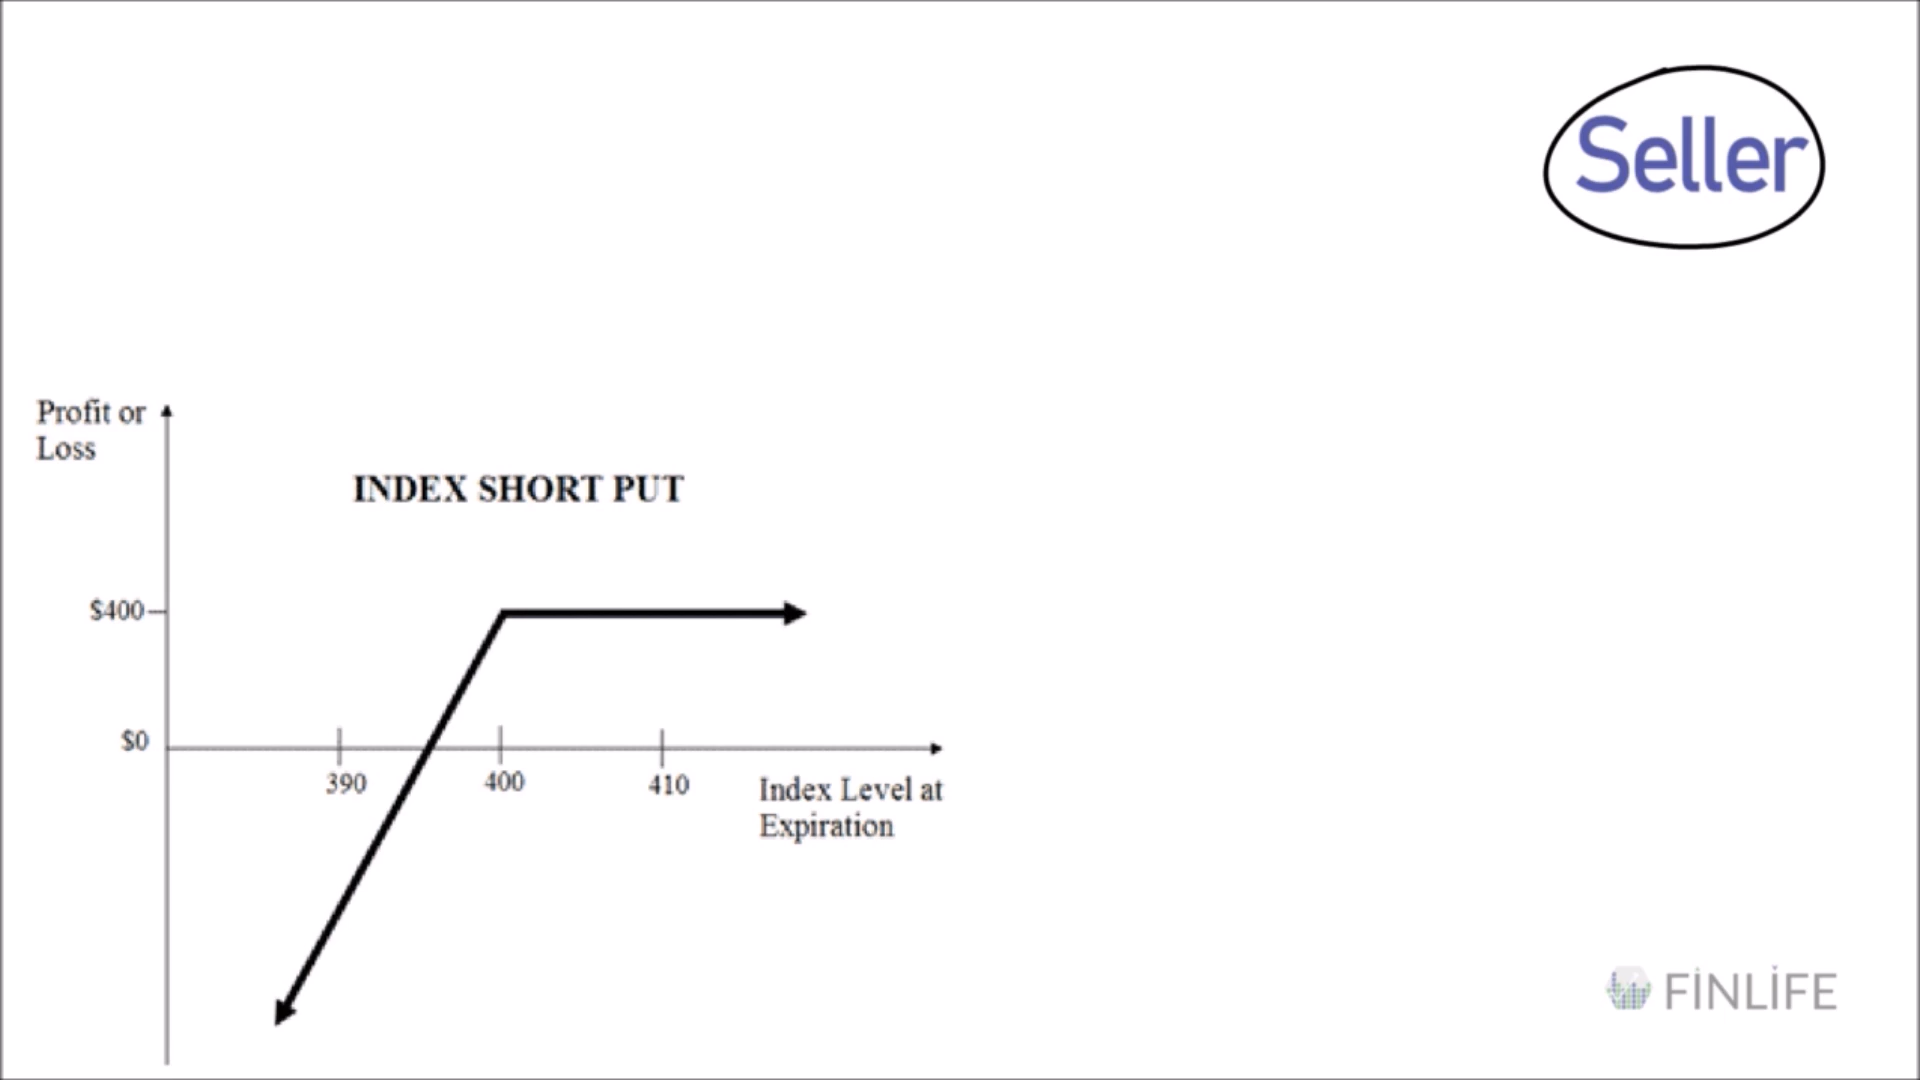 Seller
Profit or
Loss
INDEX SHORT PUT
$400
$0
390
400
410
Index Level at
Expiration
FİNLİFE